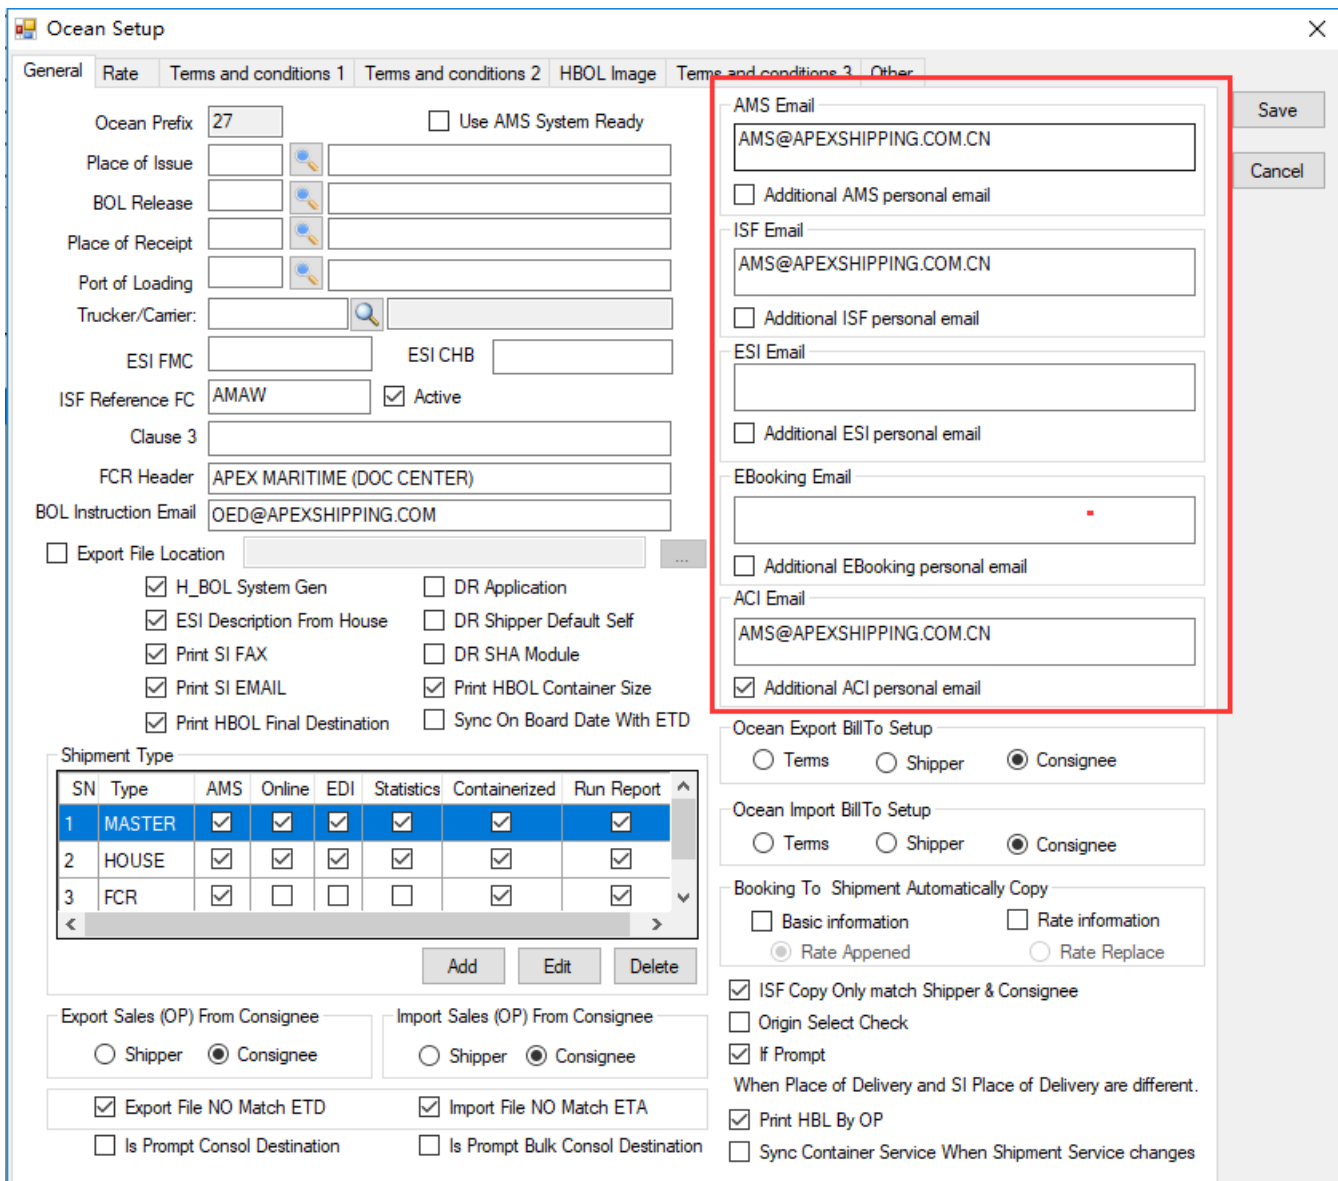 Ocean Setup
General Rate Terms and conditions 1 Terms and conditions 2 HBOL Image Terms and conditions 3 Other
Ocean Prefix 27 Use AMS System Ready
Place of Issue
BOL Release
Place of Receipt
Port of Loading
Trucker/Carrier:
ESI FMC ESI CHB
ISF Reference FC AMAW Active
Clause 3
FCR Header APEX MARITIME (DOC CENTER)
BOL Instruction Email OED@APEXSHIPPING.COM
Export File Location ...
H_BOL System Gen DR Application
ESI Description From House DR Shipper Default Self
Print SI FAX DR SHA Module
Print SI EMAIL Print HBOL Container Size
Print HBOL Final Destination Sync On Board Date With ETD
Shipment Type
SN Type AMS Online EDI Statistics Containerized Run Report
1 MASTER
2 HOUSE
3 FCR
Add Edit Delete
Export Sales (OP) From Consignee Import Sales (OP) From Consignee
Shipper Consignee Shipper Consignee
Export File NO Match ETD Import File NO Match ETA
Is Prompt Consol Destination Is Prompt Bulk Consol Destination
AMS Email
AMS@APEXSHIPPING.COM.CN
Additional AMS personal email
ISF Email
AMS@APEXSHIPPING.COM.CN
Additional ISF personal email
ESI Email
Additional ESI personal email
EBooking Email
Additional EBooking personal email
ACI Email
AMS@APEXSHIPPING.COM.CN
Additional ACI personal email
Ocean Export BillTo Setup
Terms Shipper Consignee
Ocean Import BillTo Setup
Terms Shipper Consignee
Booking To Shipment Automatically Copy
Basic information Rate information
Rate Appened Rate Replace
ISF Copy Only match Shipper & Consignee
Origin Select Check
If Prompt
When Place of Delivery and SI Place of Delivery are different.
Print HBL By OP
Sync Container Service When Shipment Service changes
Save
Cancel